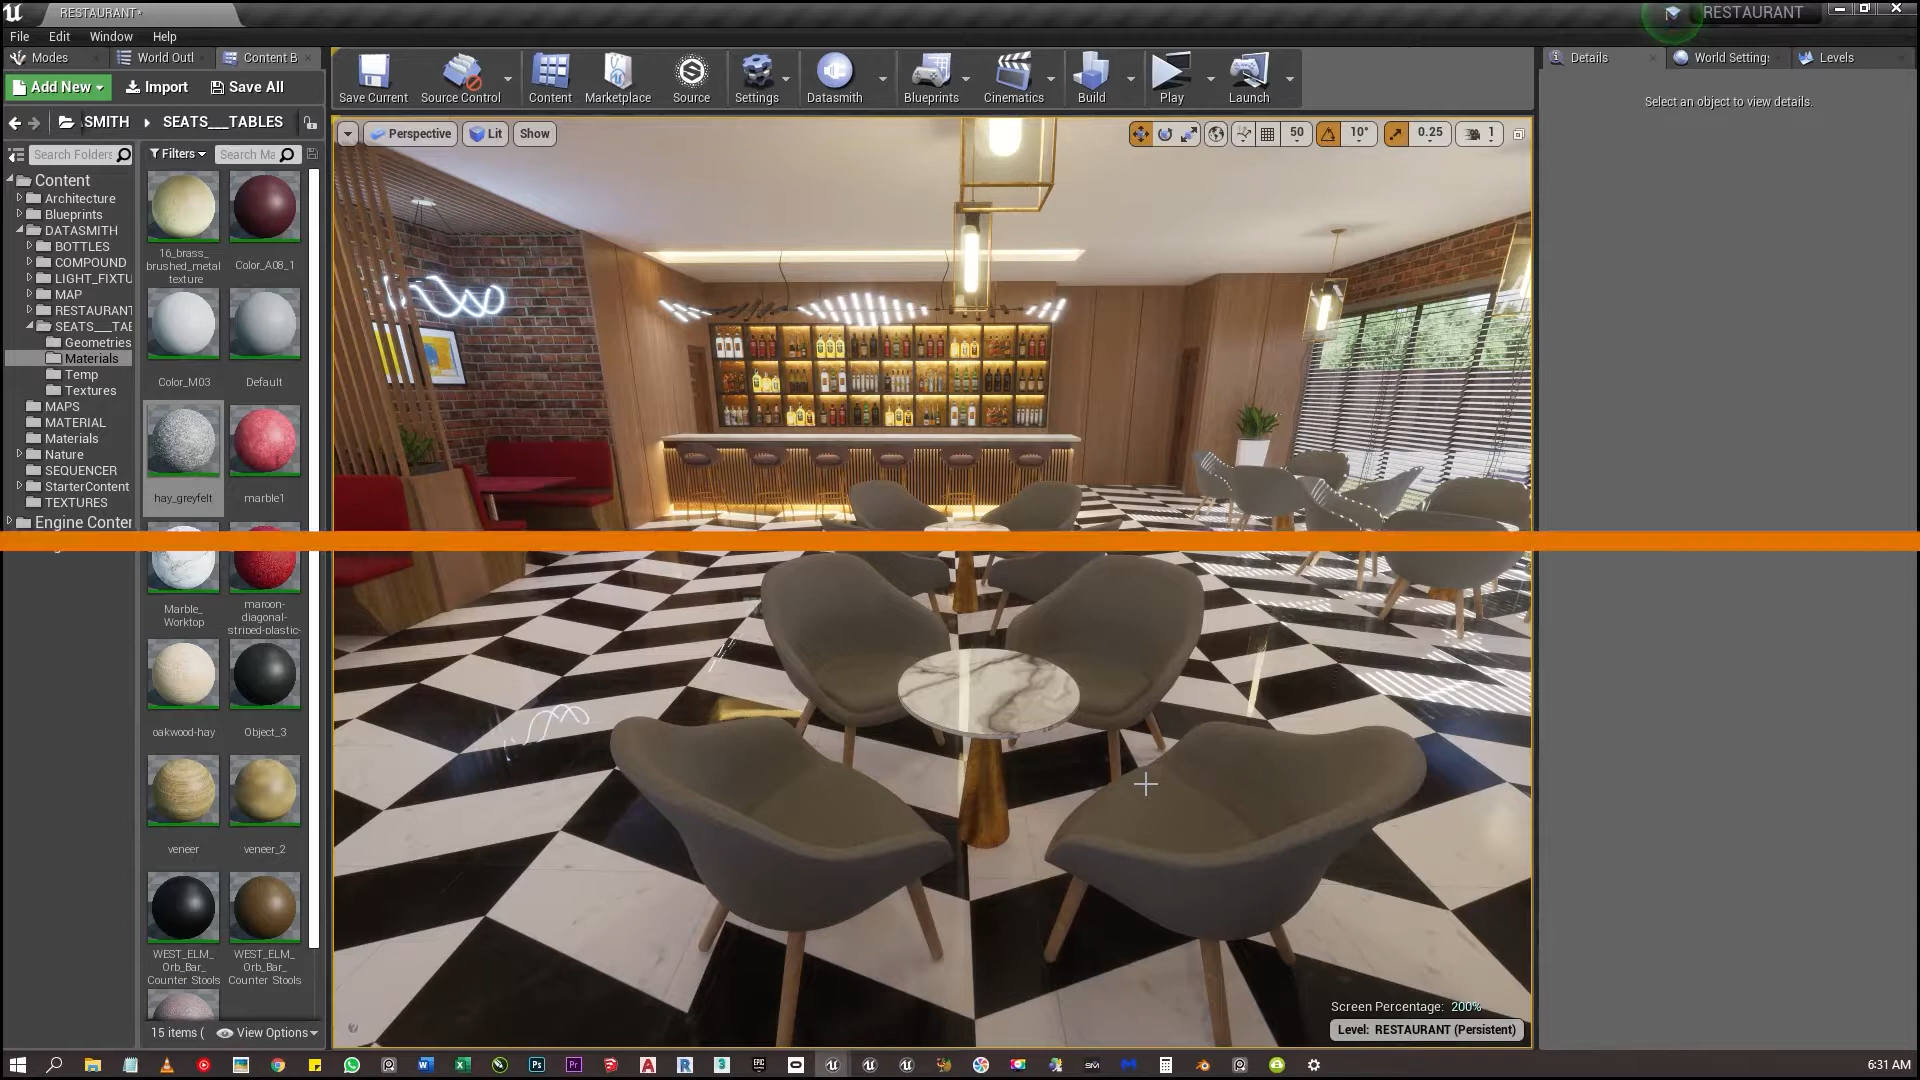 RESTAURANT*
RESTAURANT
File Edit Window Help
Modes World Outl Content B
Details World Settings Levels
Add New Import Save All
Save Current Source Control Content Marketplace Source Settings Datasmith Blueprints Cinematics Build Play Launch
Select an object to view details.
SMITH SEATS___TABLES
Perspective Lit Show
50 10° 0.25 1
Search Folders Filters Search Ma
Content
Architecture
Blueprints
DATASMITH
BOTTLES
COMPOUND
LIGHT_FIXTU
MAP
RESTAURANT
SEATS___TAE
Geometries
Materials
Temp
Textures
MAPS
MATERIAL
Materials
Nature
SEQUENCER
StarterContent
TEXTURES
Engine Conter
16_brass_
brushed_metal
texture
Color_A08_1
Color_M03
Default
hay_greyfelt
marble1
Marble_
Worktop
maroon-
diagonal-
striped-plastic-
oakwood-hay
Object_3
veneer
veneer_2
WEST_ELM_
Orb_Bar_
Counter Stools
WEST_ELM_
Orb_Bar_
Counter Stools
15 items ( View Options
Screen Percentage: 200%
Level: RESTAURANT (Persistent)
6:31 AM